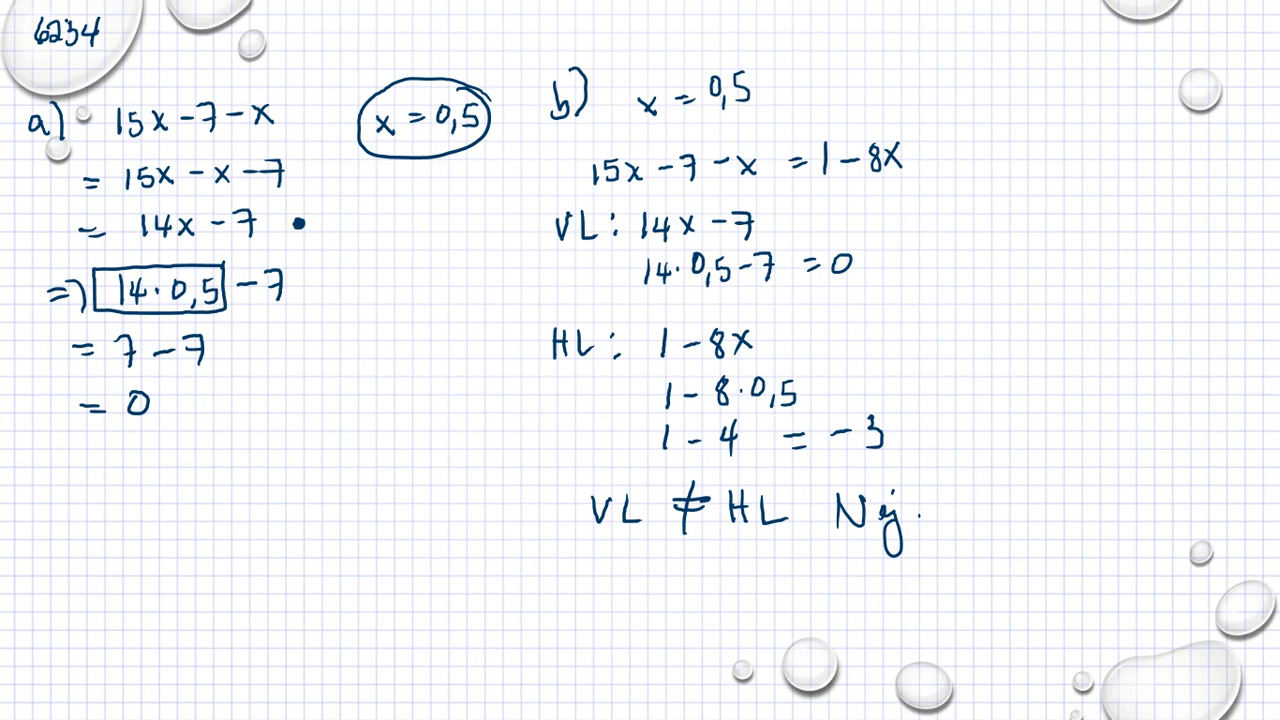 6234
a) 15x - 7 - x
= 15x - x - 7
= 14x - 7 •
=> 14 · 0,5 - 7
= 7 - 7
= 0
x = 0,5
b) x = 0,5
15x - 7 - x = 1 - 8x
VL: 14x - 7
14 · 0,5 - 7 = 0
HL: 1 - 8x
1 - 8 · 0,5
1 - 4 = -3
VL ≠ HL Nej.